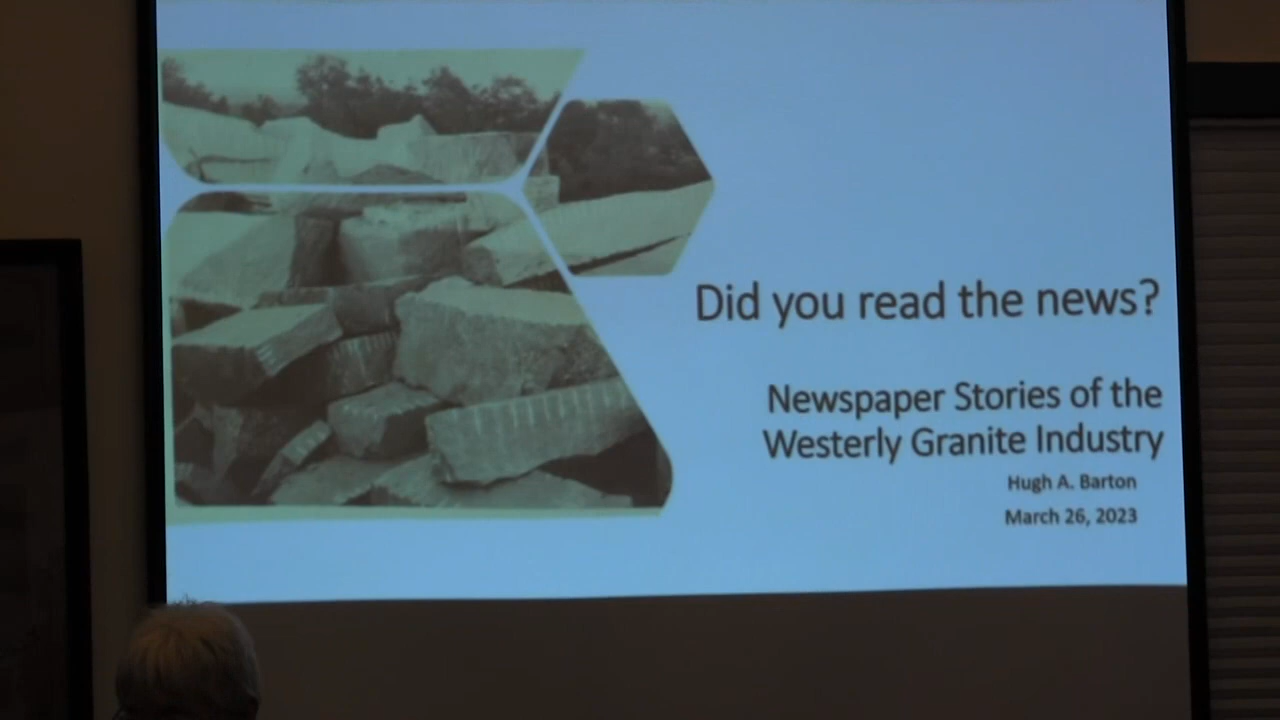 Did you read the news?
Newspaper Stories of the
Westerly Granite Industry
Hugh A. Barton
March 26, 2023